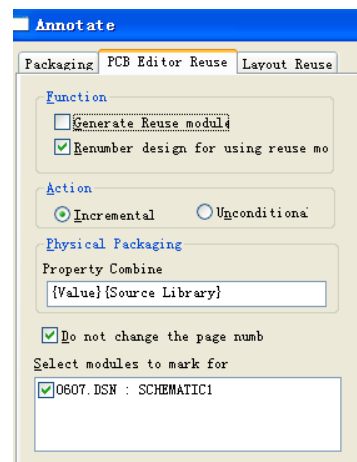 Annotate
Packaging PCB Editor Reuse Layout Reuse
Function
Generate Reuse module
Renumber design for using reuse mo
Action
Incremental Unconditional
Physical Packaging
Property Combine
{Value}{Source Library}
Do not change the page numb
Select modules to mark for
0607.DSN : SCHEMATIC1